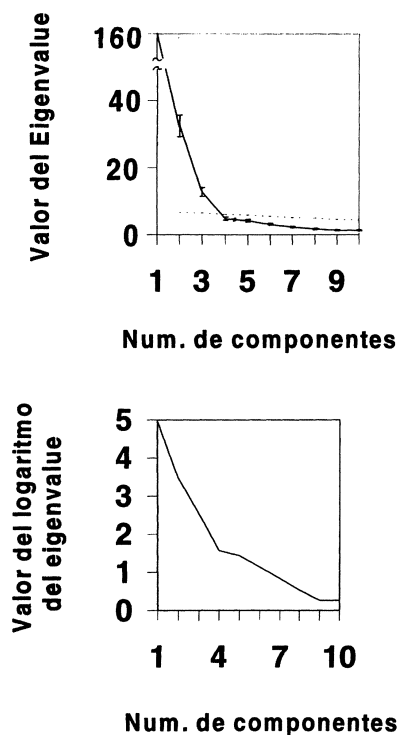 Valor del Eigenvalue
160
40
20
0
1 3 5 7 9
Num. de componentes
Valor del logaritmo
del eigenvalue
5
4
3
2
1
0
1 4 7 10
Num. de componentes